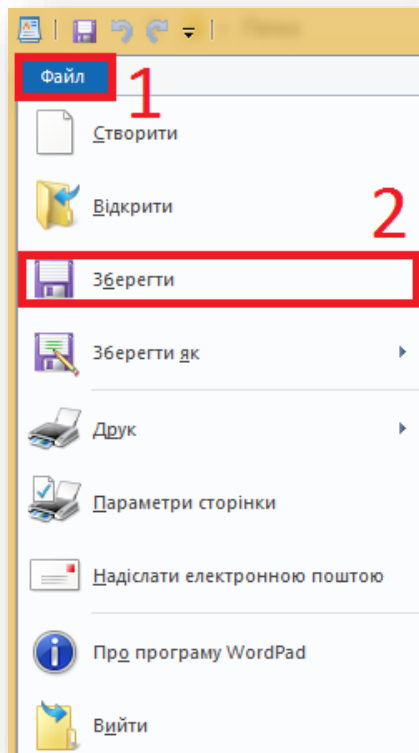 Файл
1
Створити
Відкрити
2
Зберегти
Зберегти як
Друк
Параметри сторінки
Надіслати електронною поштою
Про програму WordPad
Вийти